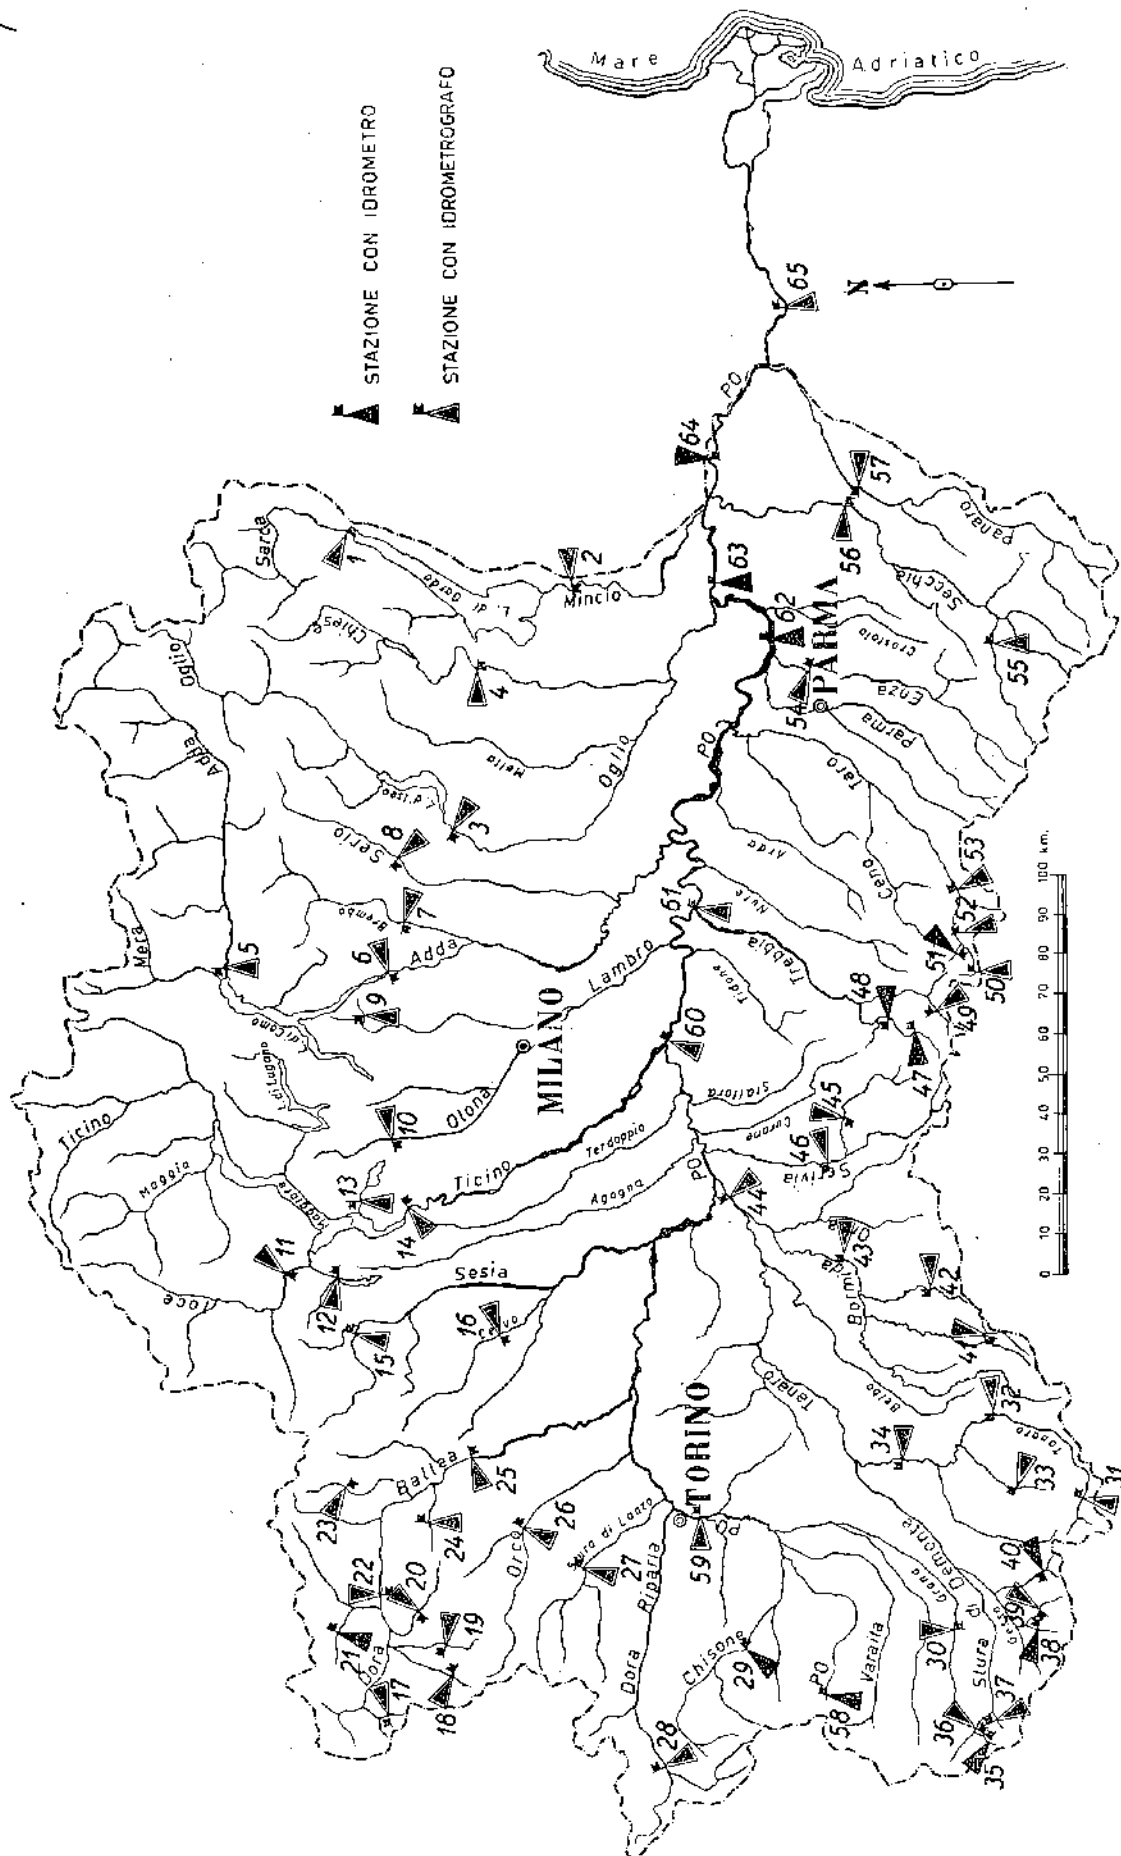 Mare Adriatico
STAZIONE CON IDROMETRO
STAZIONE CON IDROMETROGRAFO
N
MILANO
TORINO
PARMA
Ticino
Maggia
Toce
Maggiore
L. di Lugano
di Como
Mera
Adda
Oglio
Sarca
L. di Garda
Chiese
Mincio
Mella
L. d'Iseo
Serio
Brembo
Adda
Lambro
Olona
Ticino
Terdoppio
Agogna
Sesia
Cervo
Oglio
Baltea
Dora
Orco
Stura di Lanzo
Dora Riparia
Chisone
PO
Varaita
PO
Grana
Stura di Demonte
Gesso
Tanaro
Tanaro
Belbo
Bormida
Scrivia
Curone
Staffora
Tidone
Trebbia
Nure
Arda
Ceno
Taro
Parma
Enza
Crostolo
Secchia
Panaro
PO
PO
PO
1
2
3
4
5
6
7
8
9
10
11
12
13
14
15
16
17
18
19
20
21
22
23
24
25
26
27
28
29
30
31
32
33
34
35
36
37
38
39
40
41
42
43
44
45
46
47
48
49
50
51
52
53
54
55
56
57
58
59
60
61
62
63
64
65
0 10 20 30 40 50 60 70 80 90 100 km.